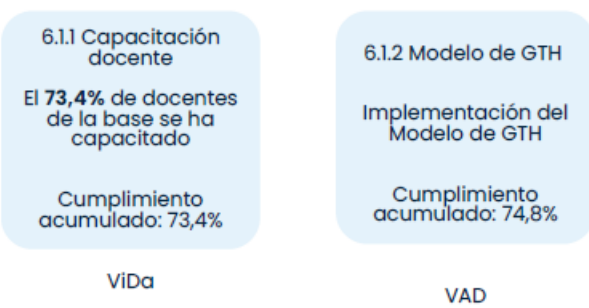 6.1.1 Capacitación
docente
El 73,4% de docentes
de la base se ha
capacitado
Cumplimiento
acumulado: 73,4%
ViDa
6.1.2 Modelo de GTH
Implementación del
Modelo de GTH
Cumplimiento
acumulado: 74,8%
VAD